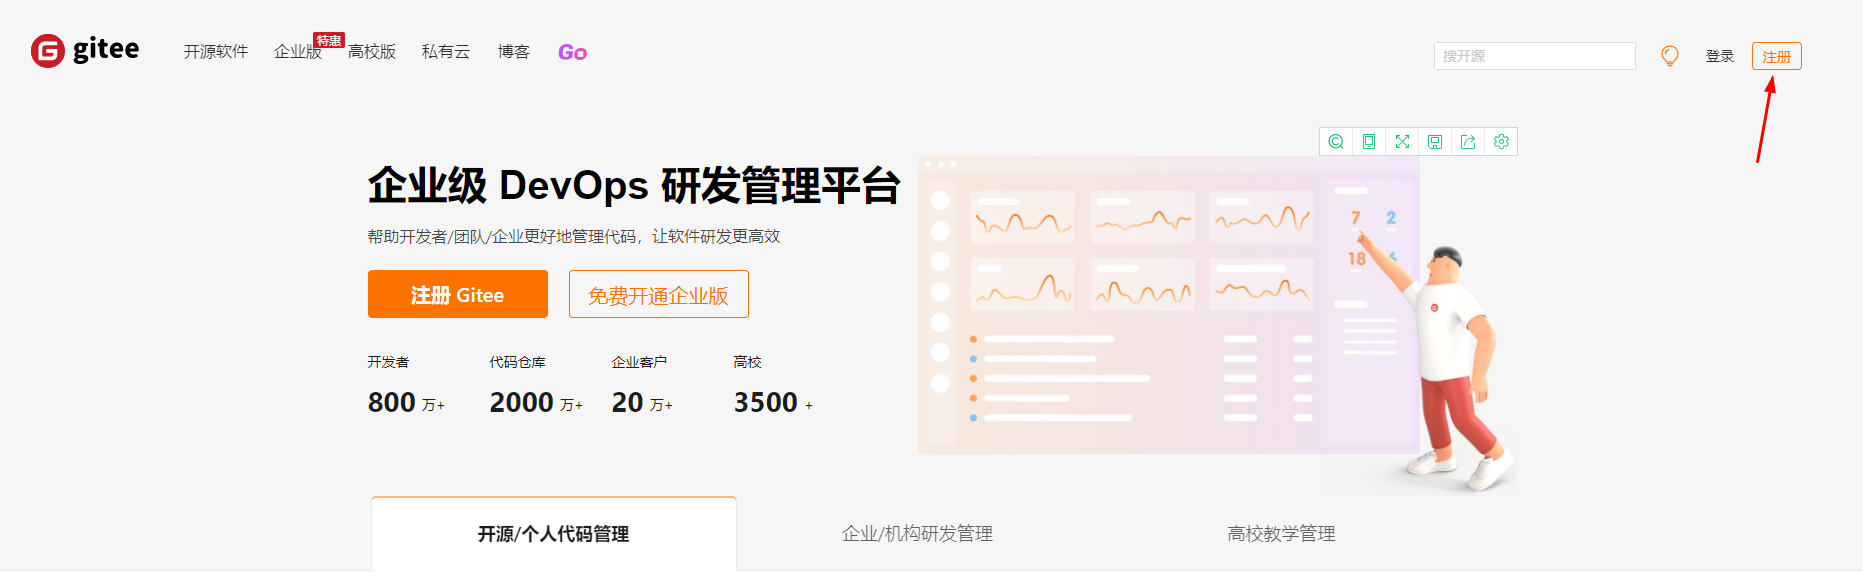 gitee 开源软件 企业版 特惠 高校版 私有云 博客 Go 搜开源 登录 注册
企业级 DevOps 研发管理平台
帮助开发者/团队/企业更好地管理代码，让软件研发更高效
注册 Gitee 免费开通企业版
开发者 代码仓库 企业客户 高校
800 万+ 2000 万+ 20 万+ 3500 +
7 2
18 6
开源/个人代码管理 企业/机构研发管理 高校教学管理